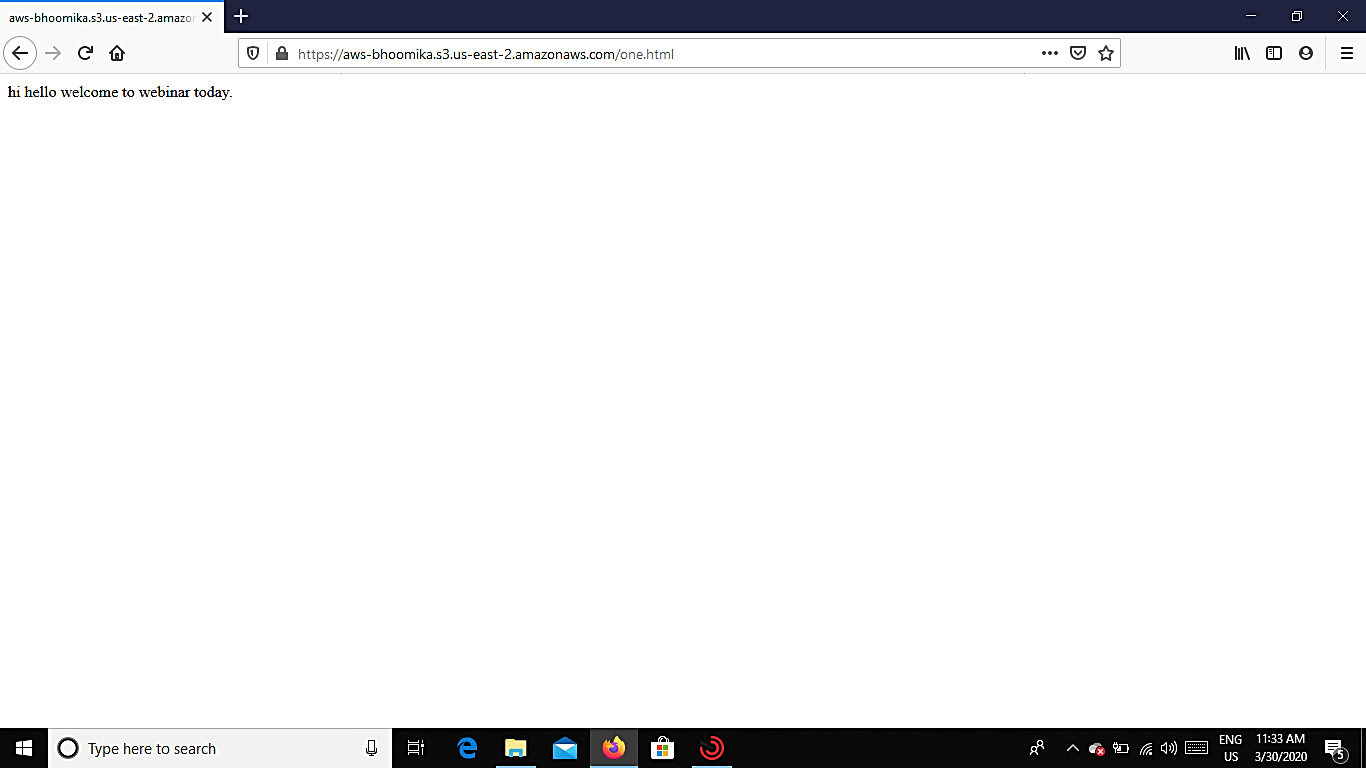 aws-bhoomika.s3.us-east-2.amazo
https://aws-bhoomika.s3.us-east-2.amazonaws.com/one.html
hi hello welcome to webinar today.
Type here to search
ENG
US
11:33 AM
3/30/2020
5